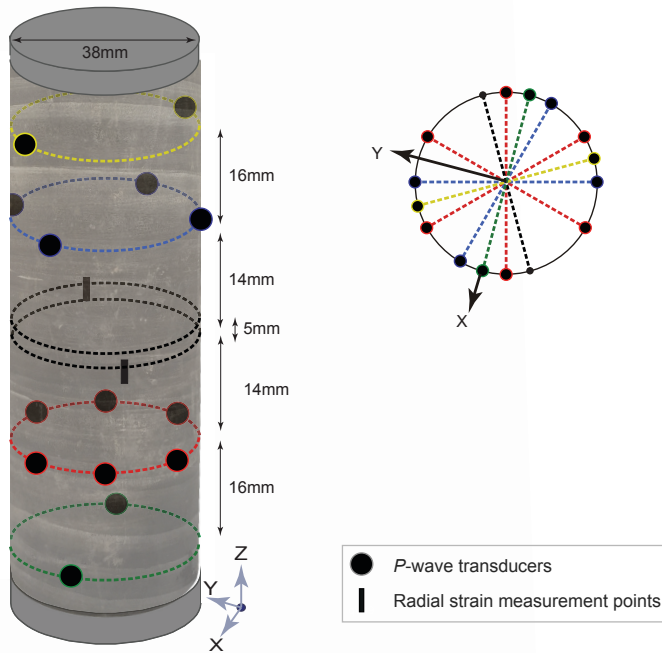 38mm
16mm
14mm
5mm
14mm
16mm
Z
Y
X
Y
X
P-wave transducers
Radial strain measurement points